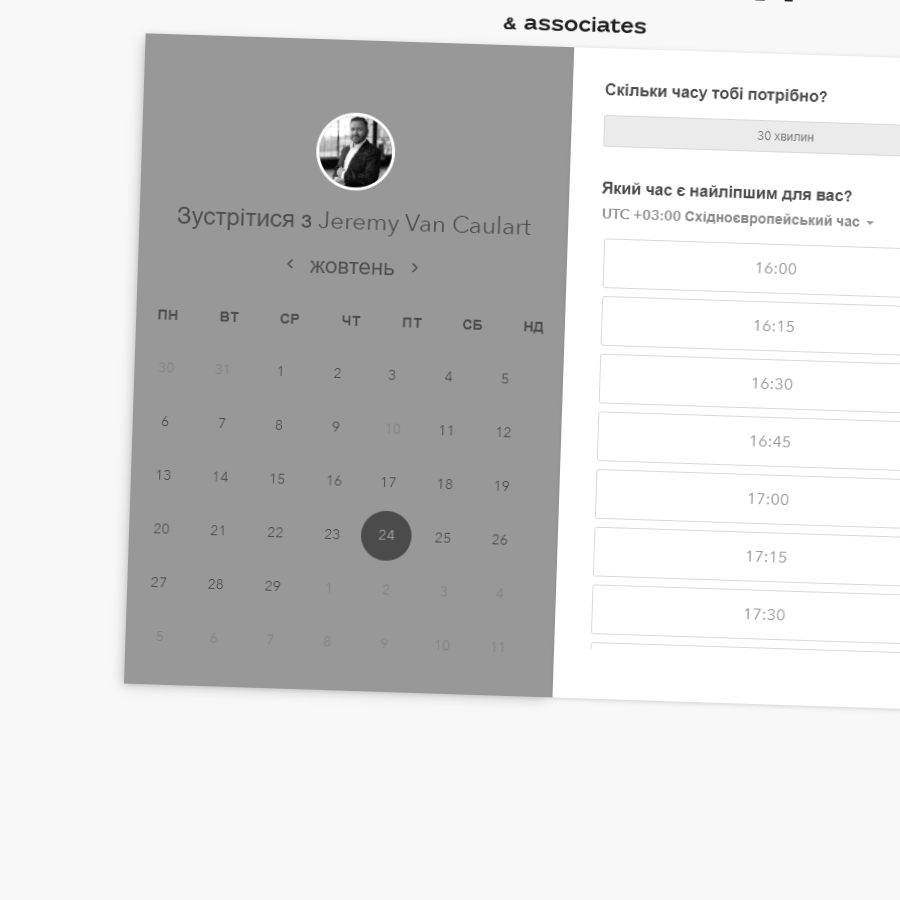 & associates
Зустрітися з Jeremy Van Caulart
жовтень
ПН ВТ СР ЧТ ПТ СБ НД
30 31 1 2 3 4 5
6 7 8 9 10 11 12
13 14 15 16 17 18 19
20 21 22 23 24 25 26
27 28 29 1 2 3 4
5 6 7 8 9 10 11
Скільки часу тобі потрібно?
30 хвилин
Який час є найліпшим для вас?
UTC +03:00 Східноєвропейський час
16:00
16:15
16:30
16:45
17:00
17:15
17:30